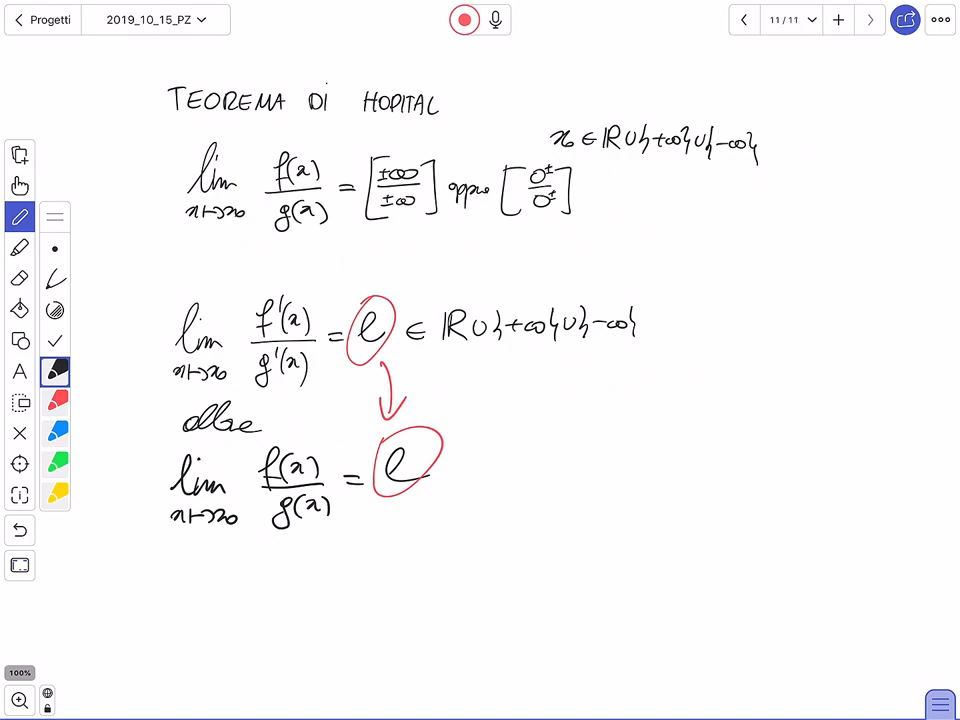 Progetti 2019_10_15_PZ 11/11
TEOREMA DI HOPITAL
x₀ ∈ ℝ∪{+∞}∪{-∞}
lim x→x₀ f(x)/g(x) = [±∞/±∞] oppure [0±/0±]
lim x→x₀ f'(x)/g'(x) = l ∈ ℝ∪{+∞}∪{-∞}
allora
lim x→x₀ f(x)/g(x) = l
100%